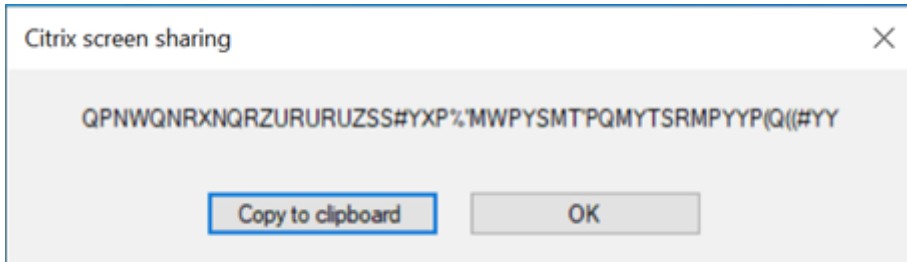 Citrix screen sharing
QPNWQNRXNQRZURURUZSS#YXP%'MWPYSMT'PQMYTSRMPYYP(Q((#YY
Copy to clipboard
OK